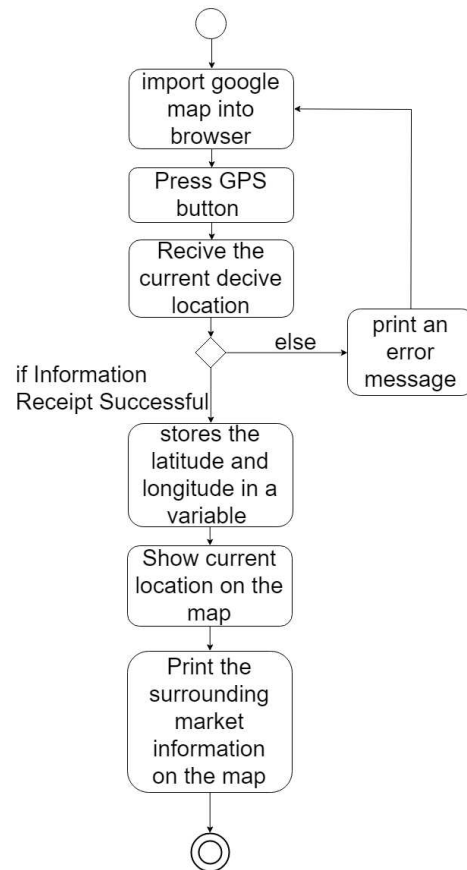 import google
map into
browser
Press GPS
button
Recive the
current decive
location
else
print an
error
message
if Information
Receipt Successful
stores the
latitude and
longitude in a
variable
Show current
location on the
map
Print the
surrounding
market
information
on the map